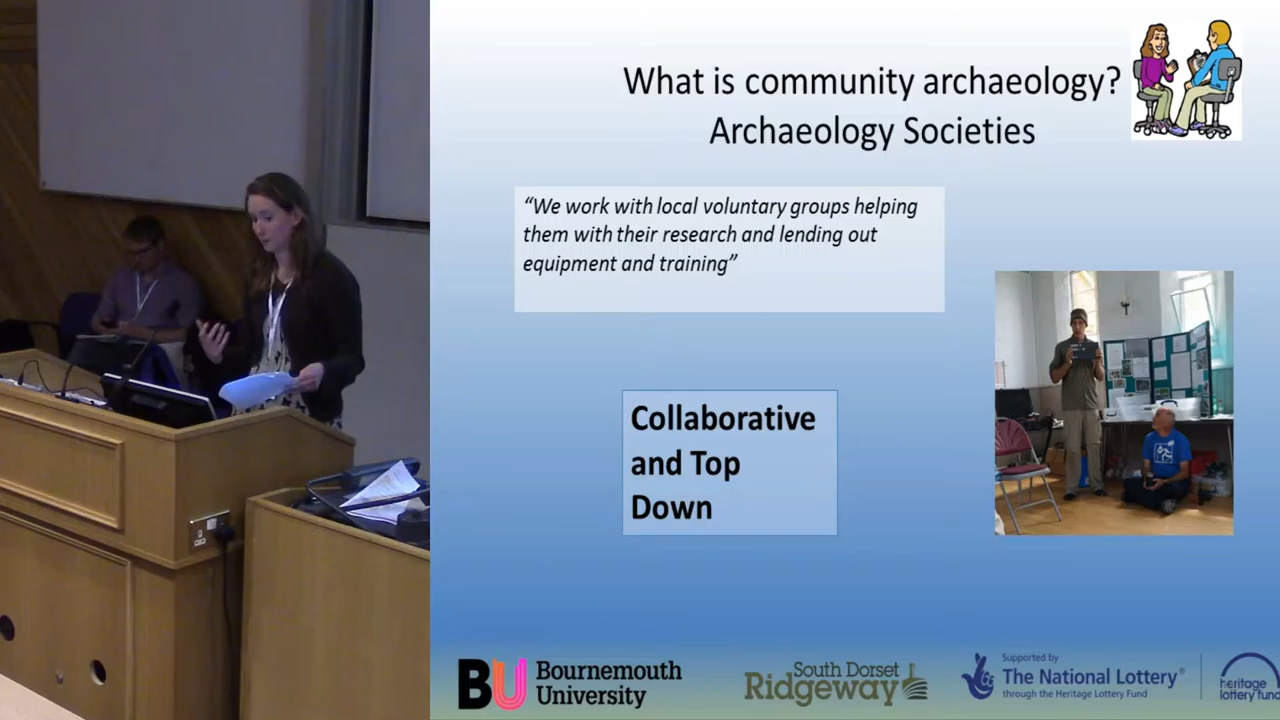 What is community archaeology?
Archaeology Societies
“We work with local voluntary groups helping
them with their research and lending out
equipment and training”
Collaborative
and Top
Down
BU Bournemouth
University
South Dorset
Ridgeway
Supported by
The National Lottery®
through the Heritage Lottery Fund
heritage
lottery fund